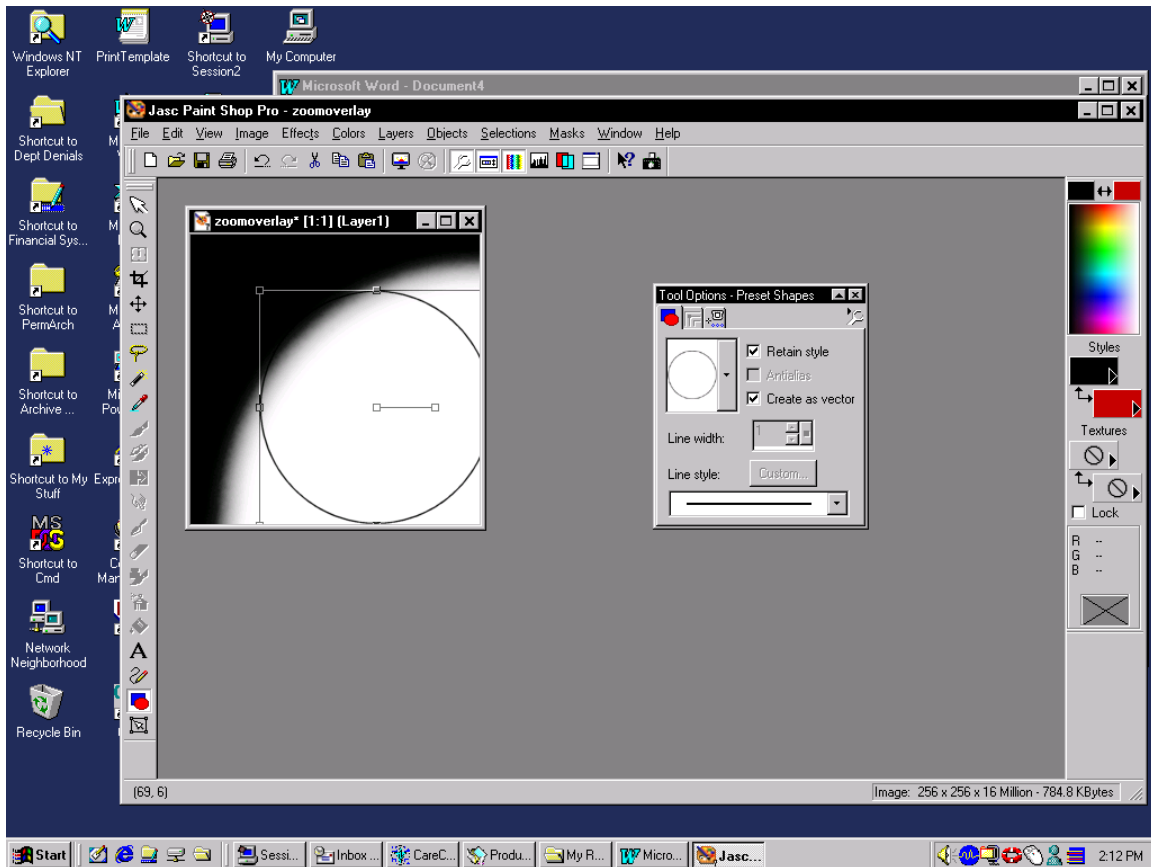 Windows NT
Explorer
PrintTemplate
Shortcut to
Session2
My Computer
Microsoft Word - Document4
Jasc Paint Shop Pro - zoomoverlay
File Edit View Image Effects Colors Layers Objects Selections Masks Window Help
Shortcut to
Dept Denials
Shortcut to
Financial Sys...
Shortcut to
PermArch
Shortcut to
Archive ...
Shortcut to My
Stuff
MS
Shortcut to
Cmd
Network
Neighborhood
Recycle Bin
zoomoverlay* [1:1] (Layer1)
Tool Options - Preset Shapes
Retain style
Antialias
Create as vector
Line width:
1
Line style:
Custom...
Styles
Textures
Lock
R --
G --
B --
A
(69, 6)
Image: 256 x 256 x 16 Million - 784.8 KBytes
Start
Sessi...
Inbox ...
CareC...
Produ...
My R...
Micro...
Jasc...
2:12 PM